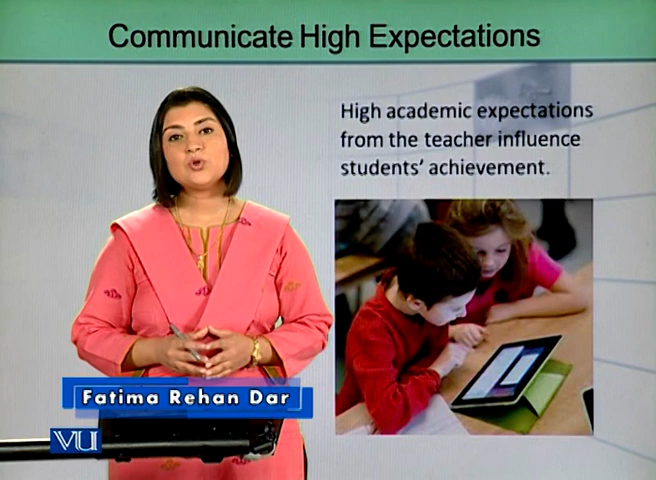 Communicate High Expectations
High academic expectations
from the teacher influence
students’ achievement.
Fatima Rehan Dar
VU